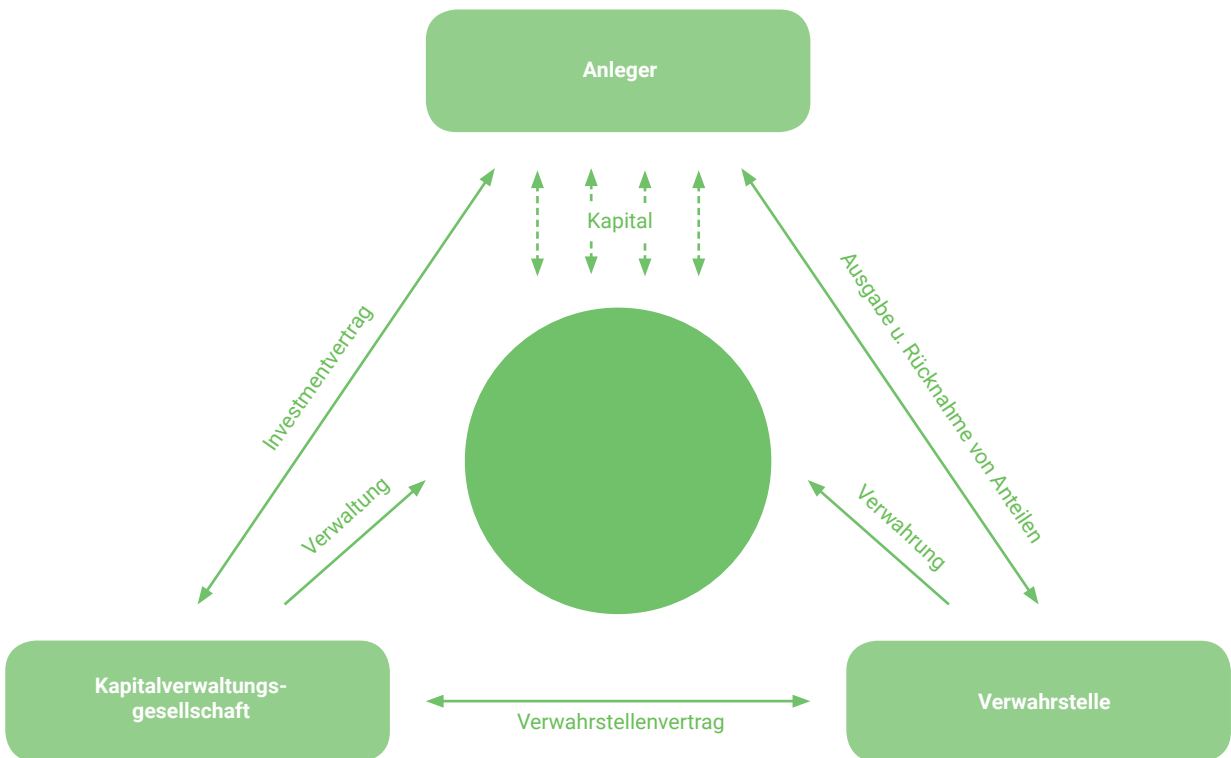 Anleger
Kapital
Investmentvertrag
Ausgabe u. Rücknahme von Anteilen
Verwaltung
Verwahrung
Kapitalverwaltungs-
gesellschaft
Verwahrstellenvertrag
Verwahrstelle